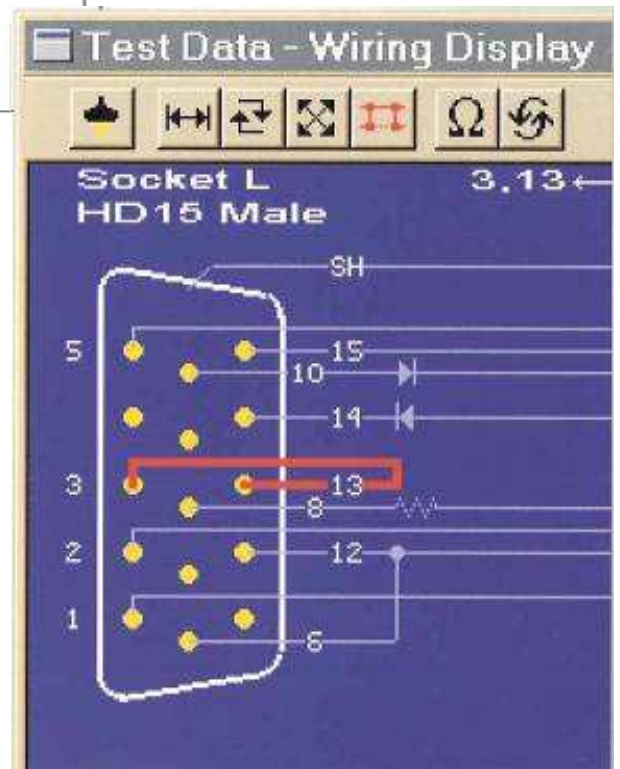 Test Data - Wiring Display
Ω
Socket L 3.13←
HD15 Male
SH
5 15
10
14
3 13
8
2 12
1
6